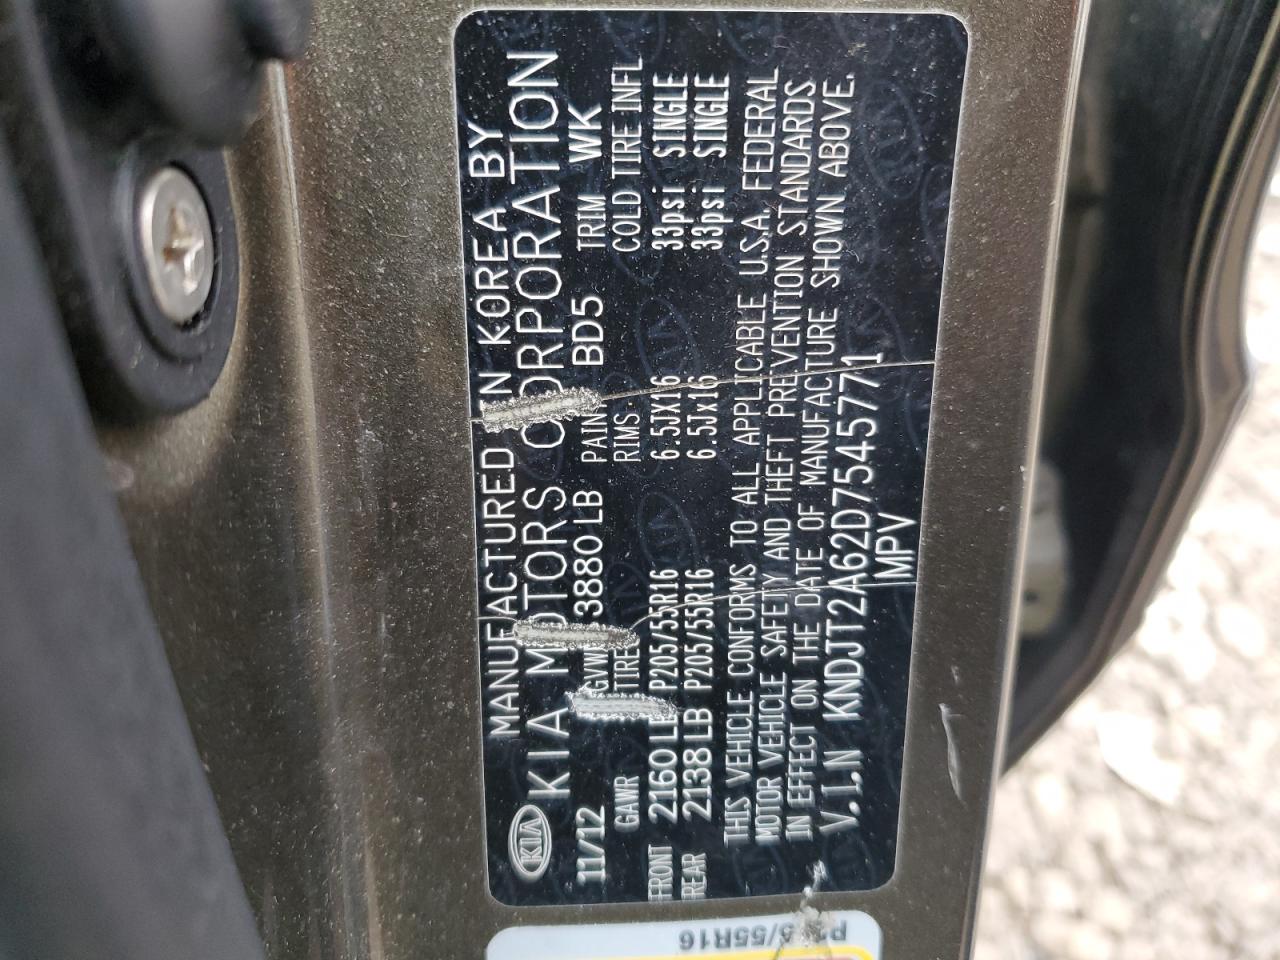 MANUFACTURED IN KOREA BY
KIA KIA MOTORS CORPORATION
11/12 GVWR 3880 LB PAINT BD5 TRIM WK
GAWR TIRE RIMS COLD TIRE INFL
FRONT 2160 LB P205/55R16 6.5JX16 33psi SINGLE
REAR 2138 LB P205/55R16 6.5Jx16 33psi SINGLE
THIS VEHICLE CONFORMS TO ALL APPLICABLE U.S.A. FEDERAL
MOTOR VEHICLE SAFETY AND THEFT PREVENTION STANDARDS
IN EFFECT ON THE DATE OF MANUFACTURE SHOWN ABOVE.
V.I.N KNDJT2A62D7545771
MPV
P205/55R16